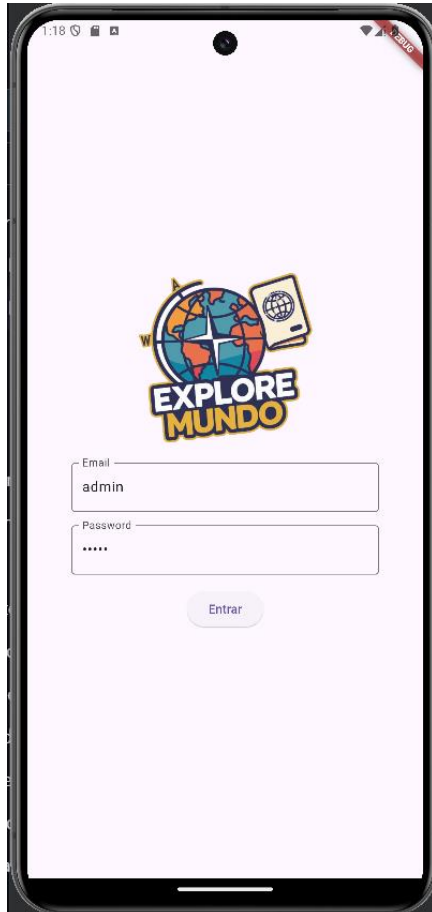 1:18
DEBUG
A
W
EXPLORE
MUNDO
Email
admin
Password
•••••
Entrar